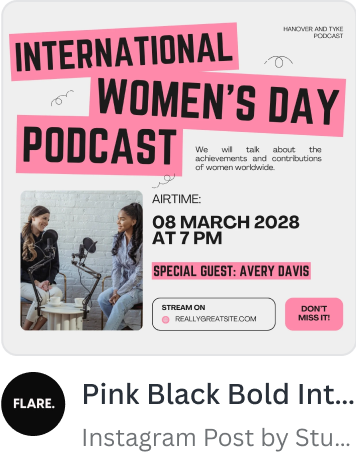 HANOVER AND TYKE
PODCAST
INTERNATIONAL
WOMEN'S DAY
PODCAST
We will talk about the
achievements and contributions
of women worldwide.
AIRTIME:
08 MARCH 2028
AT 7 PM
SPECIAL GUEST: AVERY DAVIS
STREAM ON
REALLYGREATSITE.COM
DON'T
MISS IT!
FLARE.
Pink Black Bold Int...
Instagram Post by Stu...